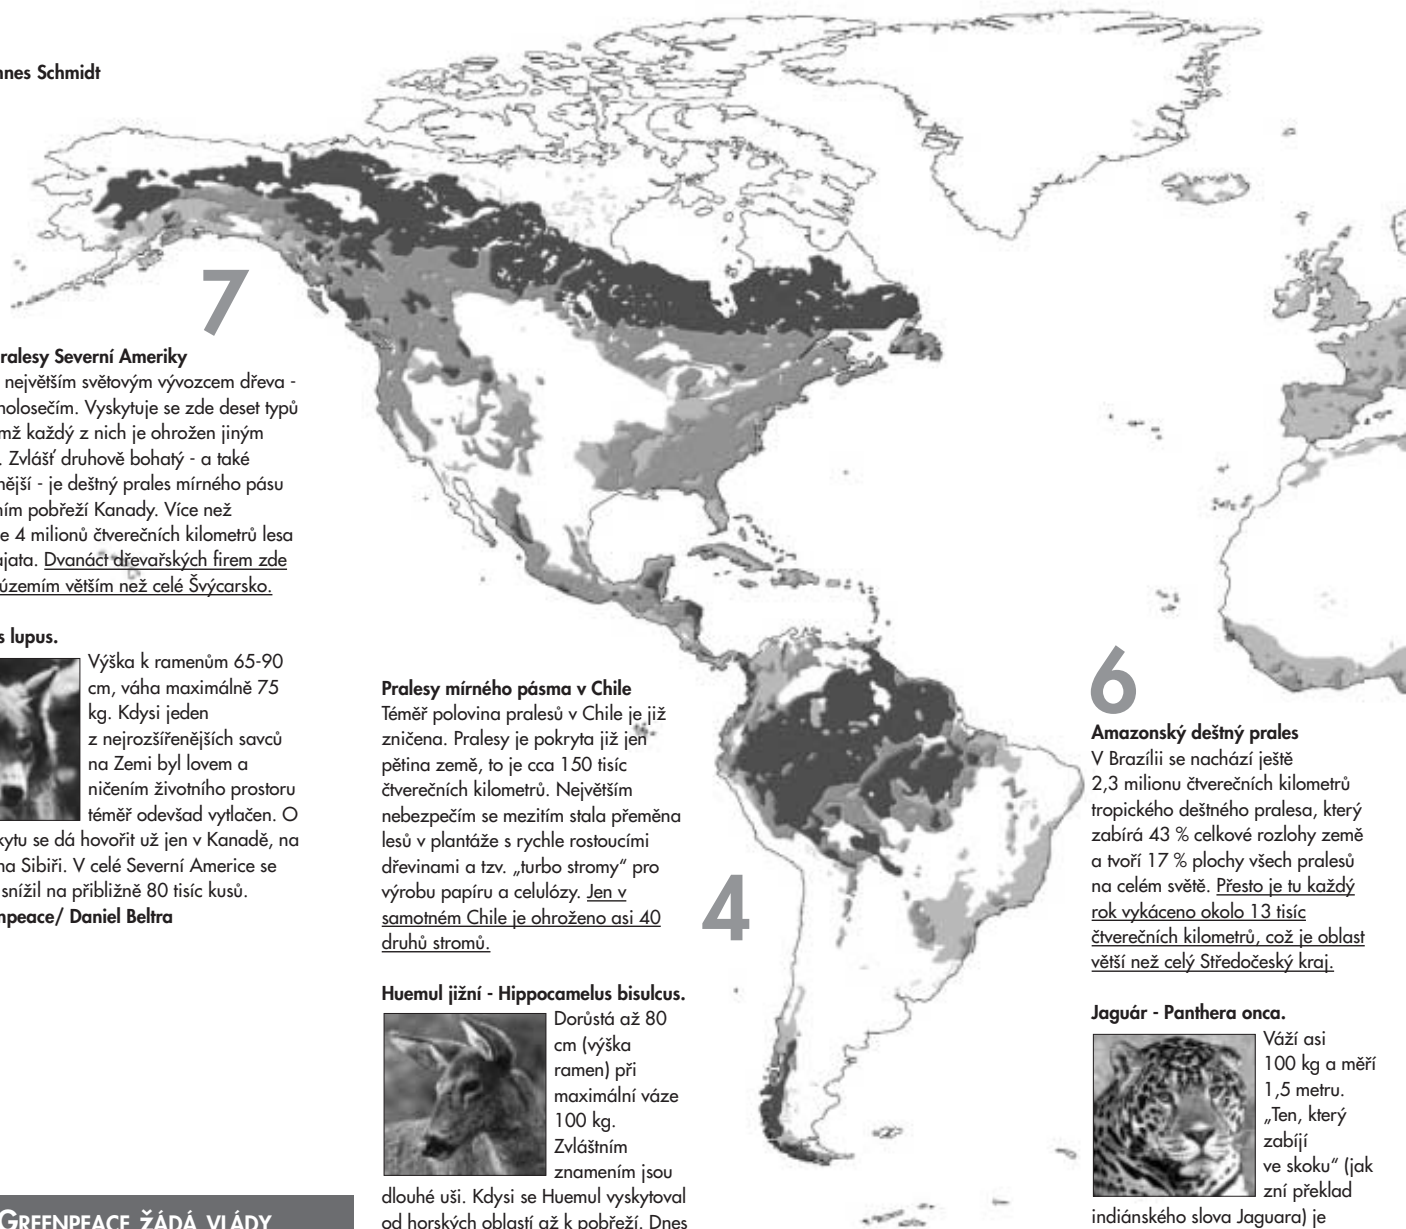 nnes Schmidt
7
ralesy Severní Ameriky
největším světovým vývozcem dřeva -
holosečím. Vyskytuje se zde deset typů
mž každý z nich je ohrožen jiným
. Zvlášť druhově bohatý - a také
nější - je deštný prales mírného pásu
ním pobřeží Kanady. Více než
e 4 milionů čtverečních kilometrů lesa
ajata. Dvanáct dřevařských firem zde
územím větším než celé Švýcarsko.
s lupus.
Výška k ramenům 65-90
cm, váha maximálně 75
kg. Kdysi jeden
z nejrozšířenějších savců
na Zemi byl lovem a
ničením životního prostoru
téměř odevšad vytlačen. O
kytu se dá hovořit už jen v Kanadě, na
na Sibiři. V celé Severní Americe se
snížil na přibližně 80 tisíc kusů.
npeace/ Daniel Beltra
GREENPEACE ŽÁDÁ VLÁDY
Pralesy mírného pásma v Chile
Téměř polovina pralesů v Chile je již
zničena. Pralesy je pokryta již jen
pětina země, to je cca 150 tisíc
čtverečních kilometrů. Největším
nebezpečím se mezitím stala přeměna
lesů v plantáže s rychle rostoucími
dřevinami a tzv. „turbo stromy“ pro
výrobu papíru a celulózy. Jen v
samotném Chile je ohroženo asi 40
druhů stromů.
4
Huemul jižní - Hippocamelus bisulcus.
Dorůstá až 80
cm (výška
ramen) při
maximální váze
100 kg.
Zvláštním
znamením jsou
dlouhé uši. Kdysi se Huemul vyskytoval
od horských oblastí až k pobřeží. Dnes
6
Amazonský deštný prales
V Brazílii se nachází ještě
2,3 milionu čtverečních kilometrů
tropického deštného pralesa, který
zabírá 43 % celkové rozlohy země
a tvoří 17 % plochy všech pralesů
na celém světě. Přesto je tu každý
rok vykáceno okolo 13 tisíc
čtverečních kilometrů, což je oblast
větší než celý Středočeský kraj.
Jaguár - Panthera onca.
Váží asi
100 kg a měří
1,5 metru.
„Ten, který
zabíjí
ve skoku“ (jak
zní překlad
indiánského slova Jaguara) je